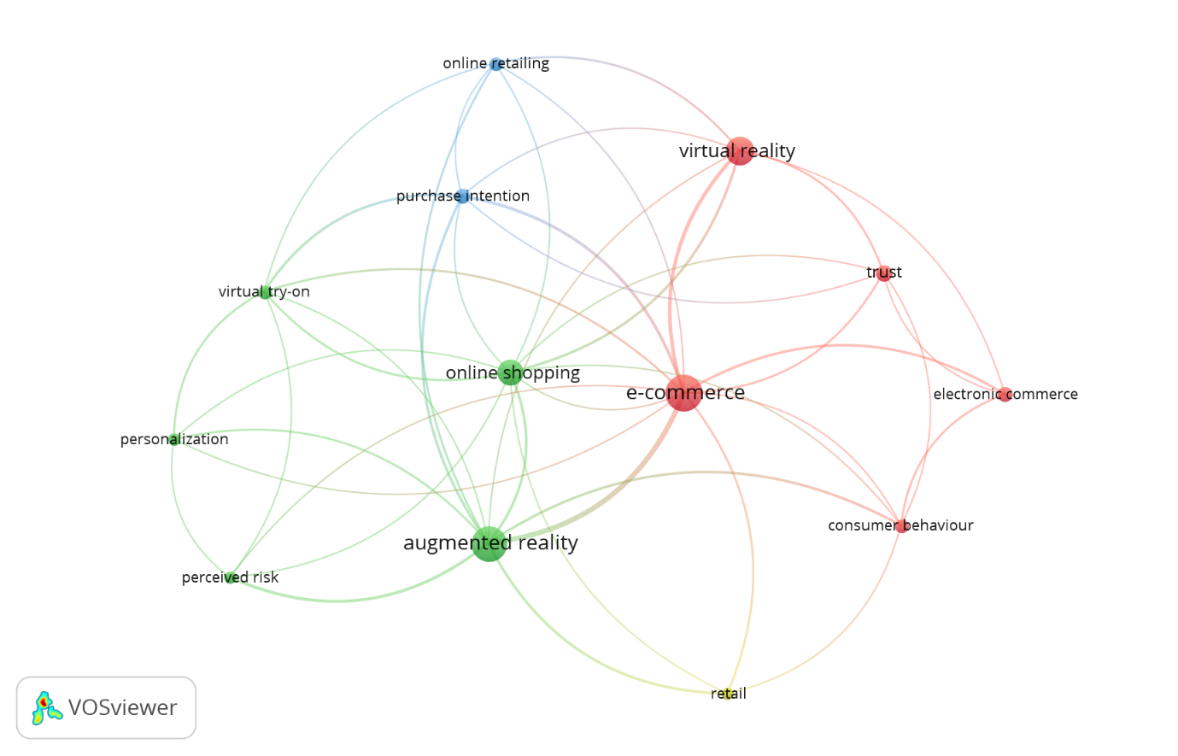 online retailing
virtual reality
purchase intention
trust
virtual try-on
online shopping
e-commerce
electronic commerce
personalization
consumer behaviour
augmented reality
perceived risk
retail
VOSviewer